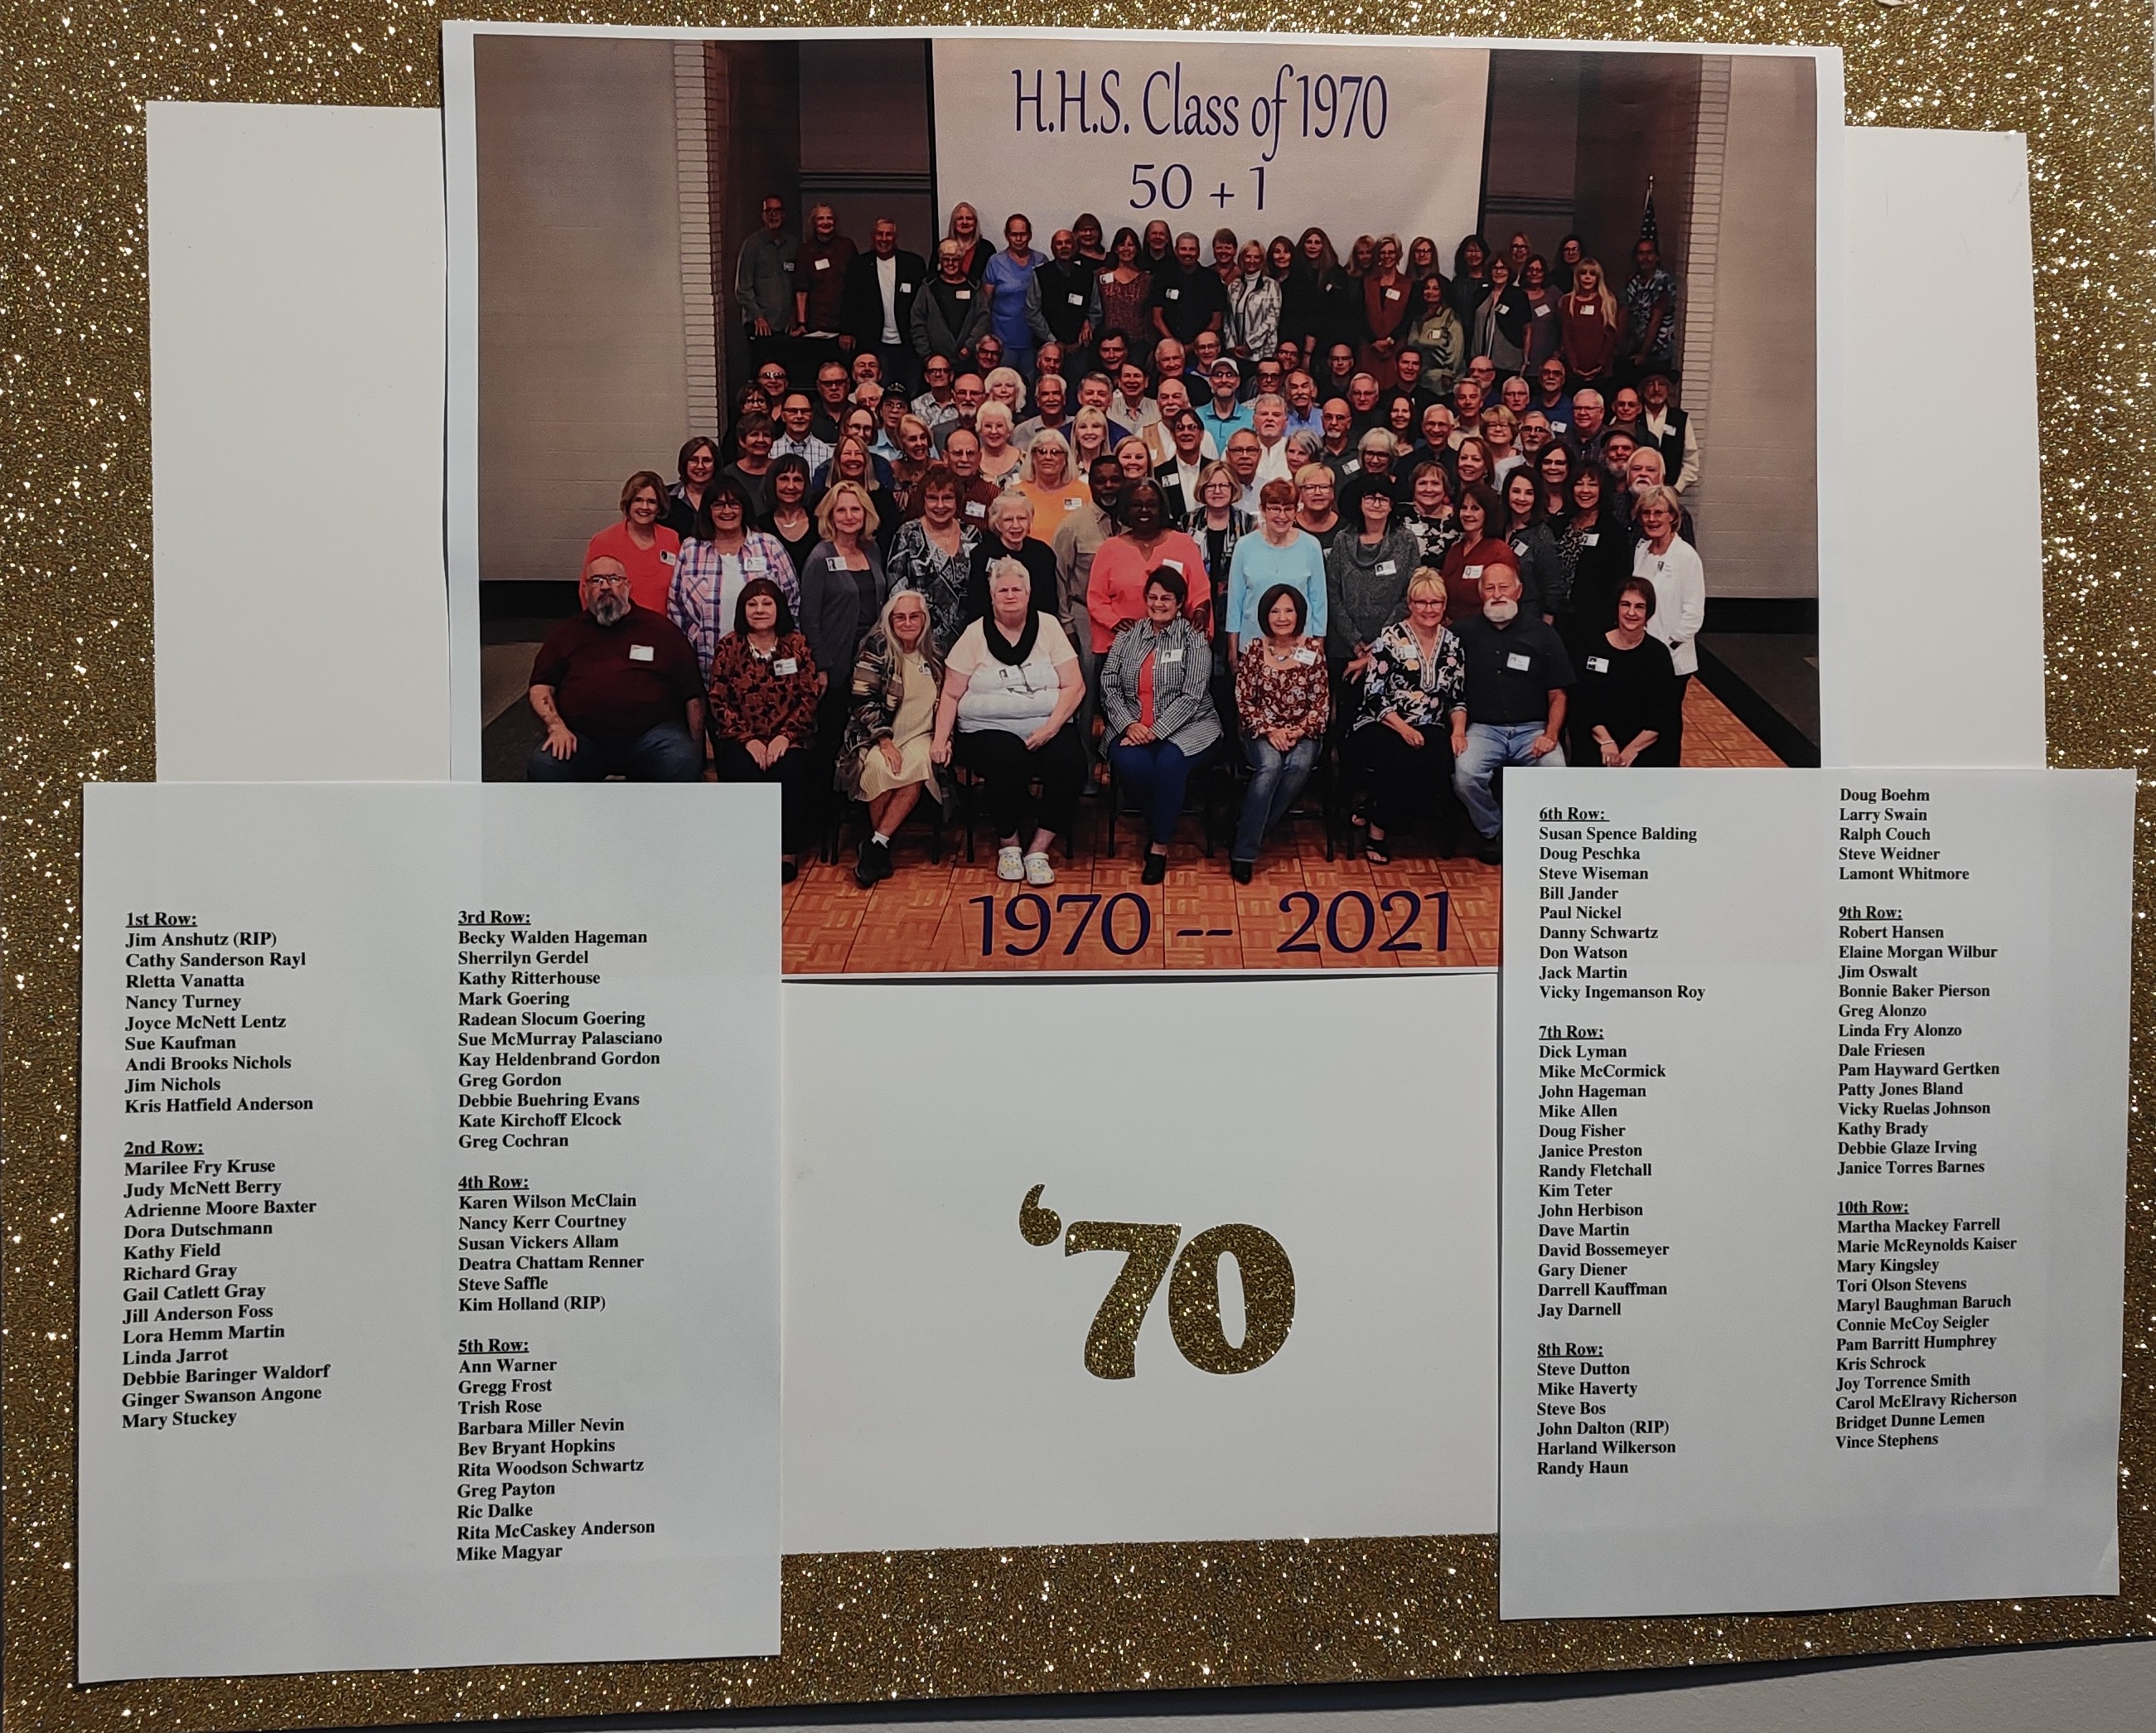 H.H.S. Class of 1970
50 + 1
1970 -- 2021
1st Row:
Jim Anshutz (RIP)
Cathy Sanderson Rayl
Rletta Vanatta
Nancy Turney
Joyce McNett Lentz
Sue Kaufman
Andi Brooks Nichols
Jim Nichols
Kris Hatfield Anderson
2nd Row:
Marilee Fry Kruse
Judy McNett Berry
Adrienne Moore Baxter
Dora Dutschmann
Kathy Field
Richard Gray
Gail Catlett Gray
Jill Anderson Foss
Lora Hemm Martin
Linda Jarrot
Debbie Baringer Waldorf
Ginger Swanson Angone
Mary Stuckey
3rd Row:
Becky Walden Hageman
Sherrilyn Gerdel
Kathy Ritterhouse
Mark Goering
Radean Slocum Goering
Sue McMurray Palasciano
Kay Heldenbrand Gordon
Greg Gordon
Debbie Buehring Evans
Kate Kirchoff Elcock
Greg Cochran
4th Row:
Karen Wilson McClain
Nancy Kerr Courtney
Susan Vickers Allam
Deatra Chattam Renner
Steve Saffle
Kim Holland (RIP)
5th Row:
Ann Warner
Gregg Frost
Trish Rose
Barbara Miller Nevin
Bev Bryant Hopkins
Rita Woodson Schwartz
Greg Payton
Ric Dalke
Rita McCaskey Anderson
Mike Magyar
‘70
6th Row:
Susan Spence Balding
Doug Peschka
Steve Wiseman
Bill Jander
Paul Nickel
Danny Schwartz
Don Watson
Jack Martin
Vicky Ingemanson Roy
7th Row:
Dick Lyman
Mike McCormick
John Hageman
Mike Allen
Doug Fisher
Janice Preston
Randy Fletchall
Kim Teter
John Herbison
Dave Martin
David Bossemeyer
Gary Diener
Darrell Kauffman
Jay Darnell
8th Row:
Steve Dutton
Mike Haverty
Steve Bos
John Dalton (RIP)
Harland Wilkerson
Randy Haun
Doug Boehm
Larry Swain
Ralph Couch
Steve Weidner
Lamont Whitmore
9th Row:
Robert Hansen
Elaine Morgan Wilbur
Jim Oswalt
Bonnie Baker Pierson
Greg Alonzo
Linda Fry Alonzo
Dale Friesen
Pam Hayward Gertken
Patty Jones Bland
Vicky Ruelas Johnson
Kathy Brady
Debbie Glaze Irving
Janice Torres Barnes
10th Row:
Martha Mackey Farrell
Marie McReynolds Kaiser
Mary Kingsley
Tori Olson Stevens
Maryl Baughman Baruch
Connie McCoy Seigler
Pam Barritt Humphrey
Kris Schrock
Joy Torrence Smith
Carol McElravy Richerson
Bridget Dunne Lemen
Vince Stephens